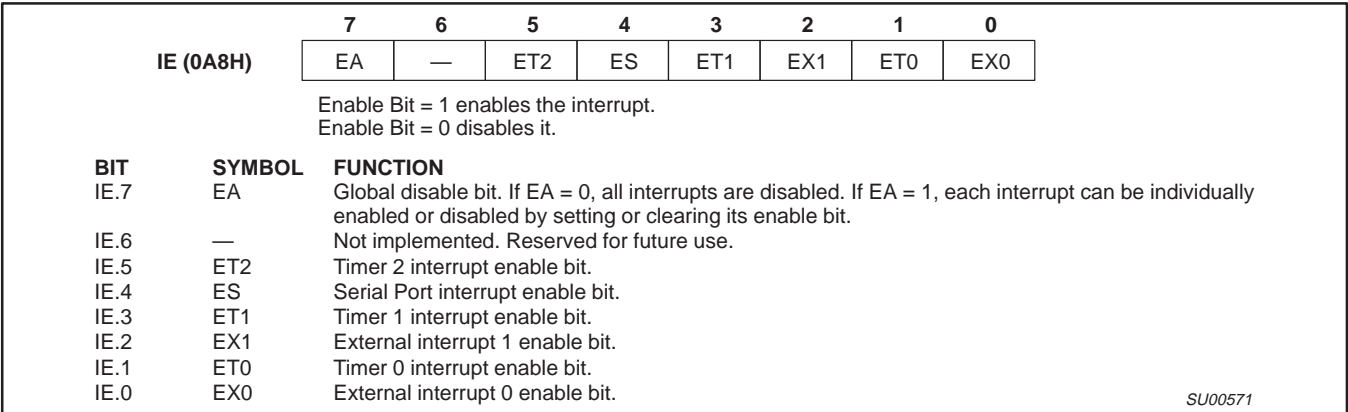 7 6 5 4 3 2 1 0
IE (0A8H) EA — ET2 ES ET1 EX1 ET0 EX0
Enable Bit = 1 enables the interrupt.
Enable Bit = 0 disables it.
BIT SYMBOL FUNCTION
IE.7 EA Global disable bit. If EA = 0, all interrupts are disabled. If EA = 1, each interrupt can be individually
enabled or disabled by setting or clearing its enable bit.
IE.6 — Not implemented. Reserved for future use.
IE.5 ET2 Timer 2 interrupt enable bit.
IE.4 ES Serial Port interrupt enable bit.
IE.3 ET1 Timer 1 interrupt enable bit.
IE.2 EX1 External interrupt 1 enable bit.
IE.1 ET0 Timer 0 interrupt enable bit.
IE.0 EX0 External interrupt 0 enable bit.
SU00571